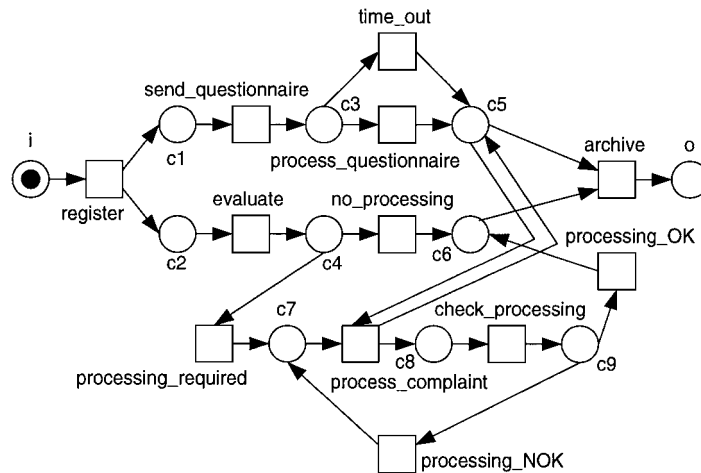 time_out
send_questionnaire
i
c3
c5
c1
process_questionnaire
archive
o
register
evaluate
no_processing
c2
c4
c6
processing_OK
c7
check_processing
c8
c9
processing_required
process_complaint
processing_NOK